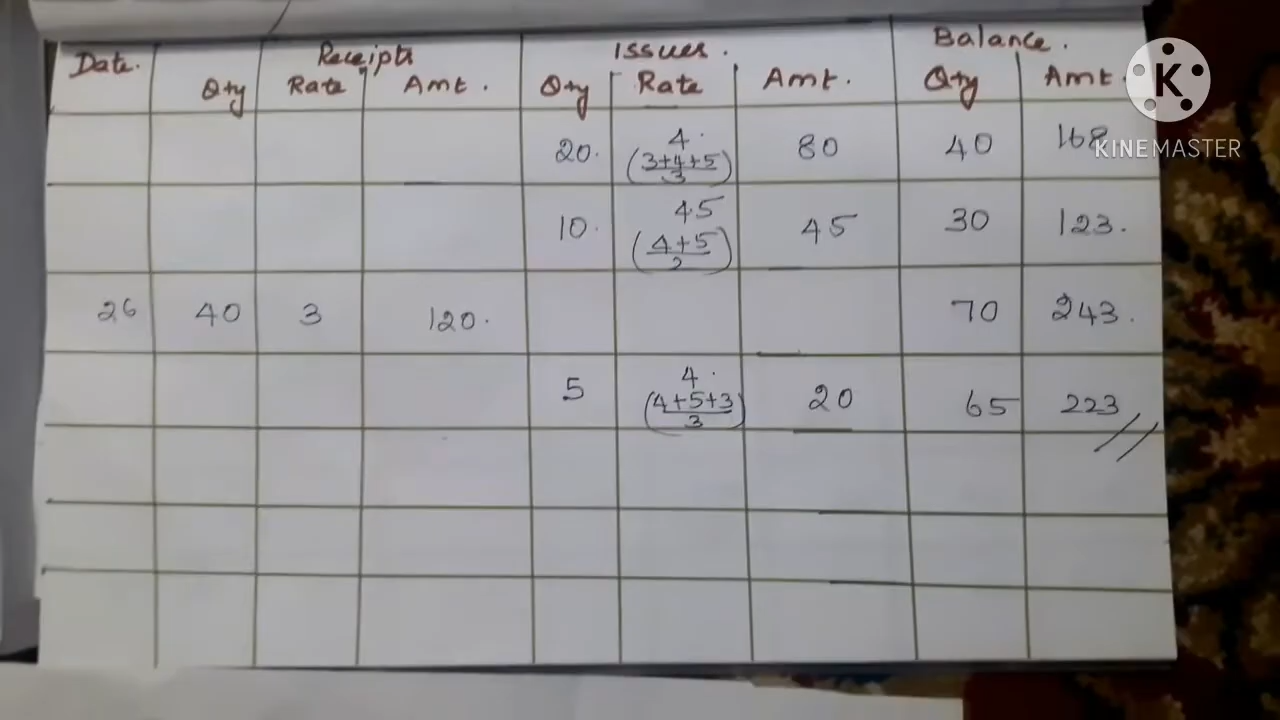 Date. Receipts Issues. Balance.
Qty Rate Amt. Qty Rate Amt. Qty Amt.
20. 4. (3+4+5)/3 80 40 168
10. 4.5 (4+5)/2 45 30 123.
26 40 3 120. 70 243.
5 4. (4+5+3)/3 20 65 223 //
K
KINEMASTER